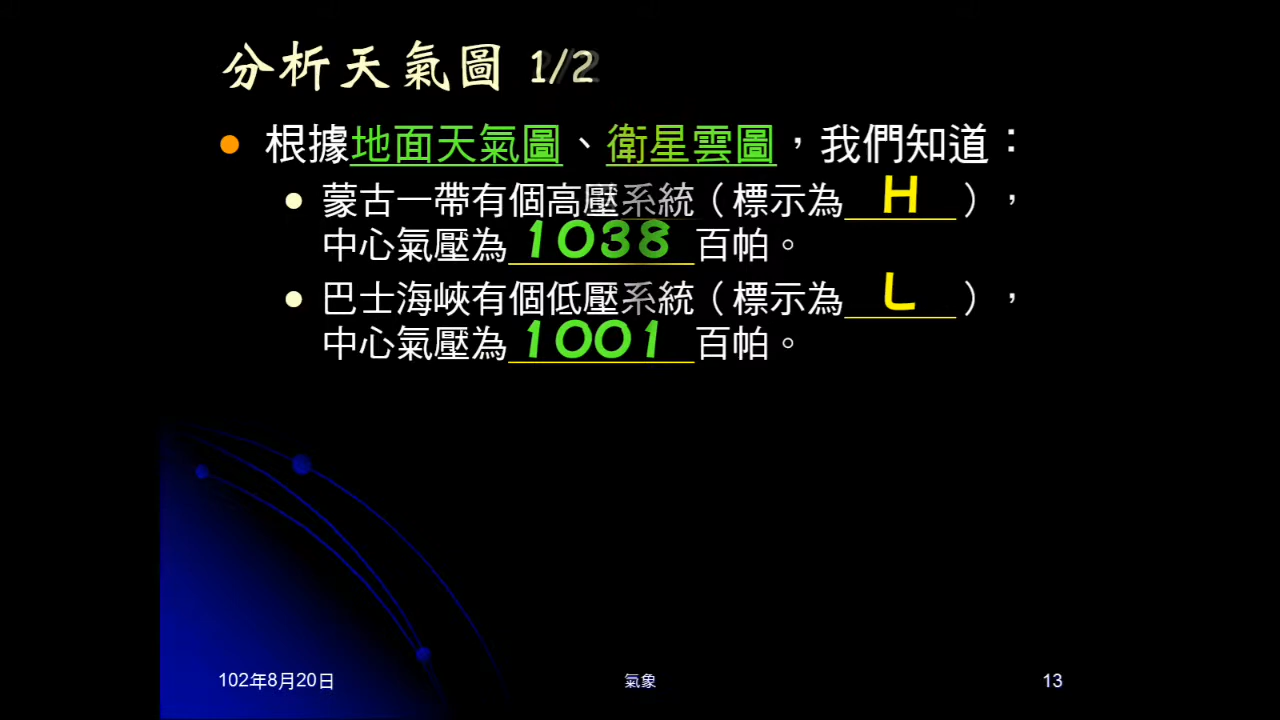 分析天氣圖 1/2
根據地面天氣圖、衛星雲圖，我們知道：
蒙古一帶有個高壓系統（標示為 H ），
中心氣壓為 1038 百帕。
巴士海峽有個低壓系統（標示為 L ），
中心氣壓為 1001 百帕。
102年8月20日
氣象
13